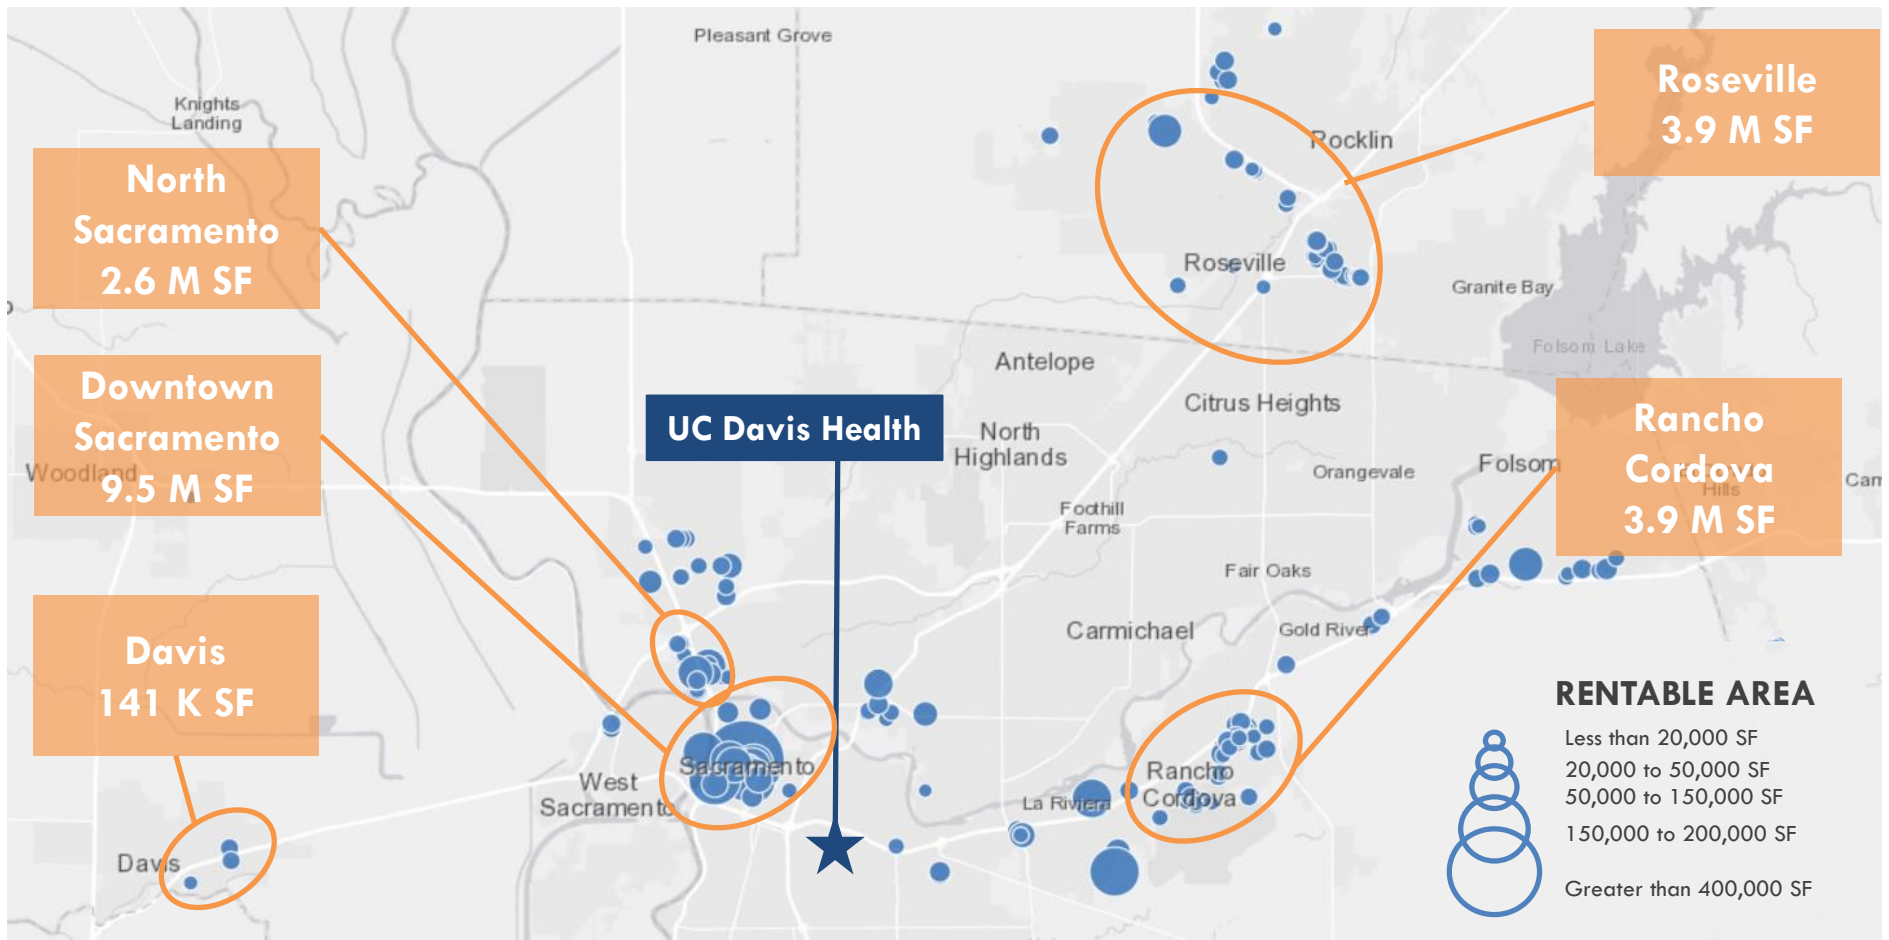 Pleasant Grove
Knights
Landing
Rocklin
Roseville
3.9 M SF
North
Sacramento
2.6 M SF
Roseville
Granite Bay
Folsom Lake
Antelope
Citrus Heights
Downtown
Sacramento
9.5 M SF
Woodland
UC Davis Health
North
Highlands
Orangevale
Folsom
Rancho
Cordova
3.9 M SF
Hills
Cam
Foothill
Farms
Fair Oaks
Carmichael
Gold River
Davis
141 K SF
Sacramento
West
Sacramento
La Riviera
Rancho
Cordova
Davis
RENTABLE AREA
Less than 20,000 SF
20,000 to 50,000 SF
50,000 to 150,000 SF
150,000 to 200,000 SF
Greater than 400,000 SF